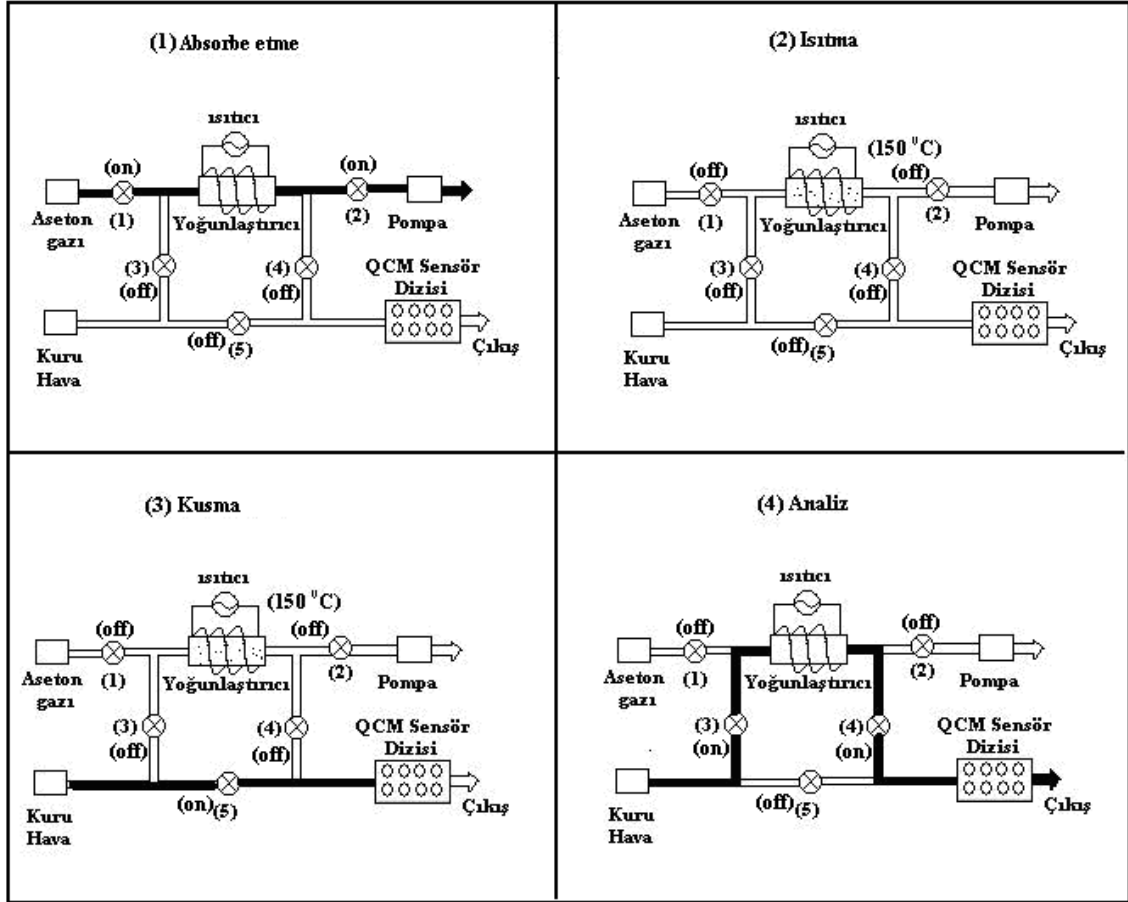 (1) Absorbe etme
ısıtıcı
(on)
(on)
Aseton
gazı
(1)
Yoğunlaştırıcı
(2)
Pompa
(3)
(off)
(4)
(off)
QCM Sensör
Dizisi
Kuru
Hava
(off)
(5)
Çıkış
(2) Isıtma
ısıtıcı
(150 °C)
(off)
(off)
Aseton
gazı
(1)
Yoğunlaştırıcı
(2)
Pompa
(3)
(off)
(4)
(off)
QCM Sensör
Dizisi
Kuru
Hava
(off)
(5)
Çıkış
(3) Kusma
ısıtıcı
(150 °C)
(off)
(off)
Aseton
gazı
(1)
Yoğunlaştırıcı
(2)
Pompa
(3)
(off)
(4)
(off)
QCM Sensör
Dizisi
Kuru
Hava
(on)
(5)
Çıkış
(4) Analiz
ısıtıcı
(off)
(off)
Aseton
gazı
(1)
Yoğunlaştırıcı
(2)
Pompa
(3)
(on)
(4)
(on)
QCM Sensör
Dizisi
Kuru
Hava
(off)
(5)
Çıkış